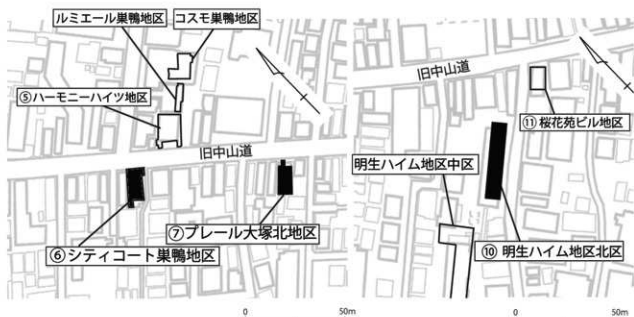 ルミエール巣鴨地区
コスモ巣鴨地区
⑤ハーモニーハイツ地区
旧中山道
⑦プレール大塚北地区
⑥シティコート巣鴨地区
0 50m
旧中山道
⑪桜花苑ビル地区
明生ハイム地区中区
⑩ 明生ハイム地区北区
0 50m